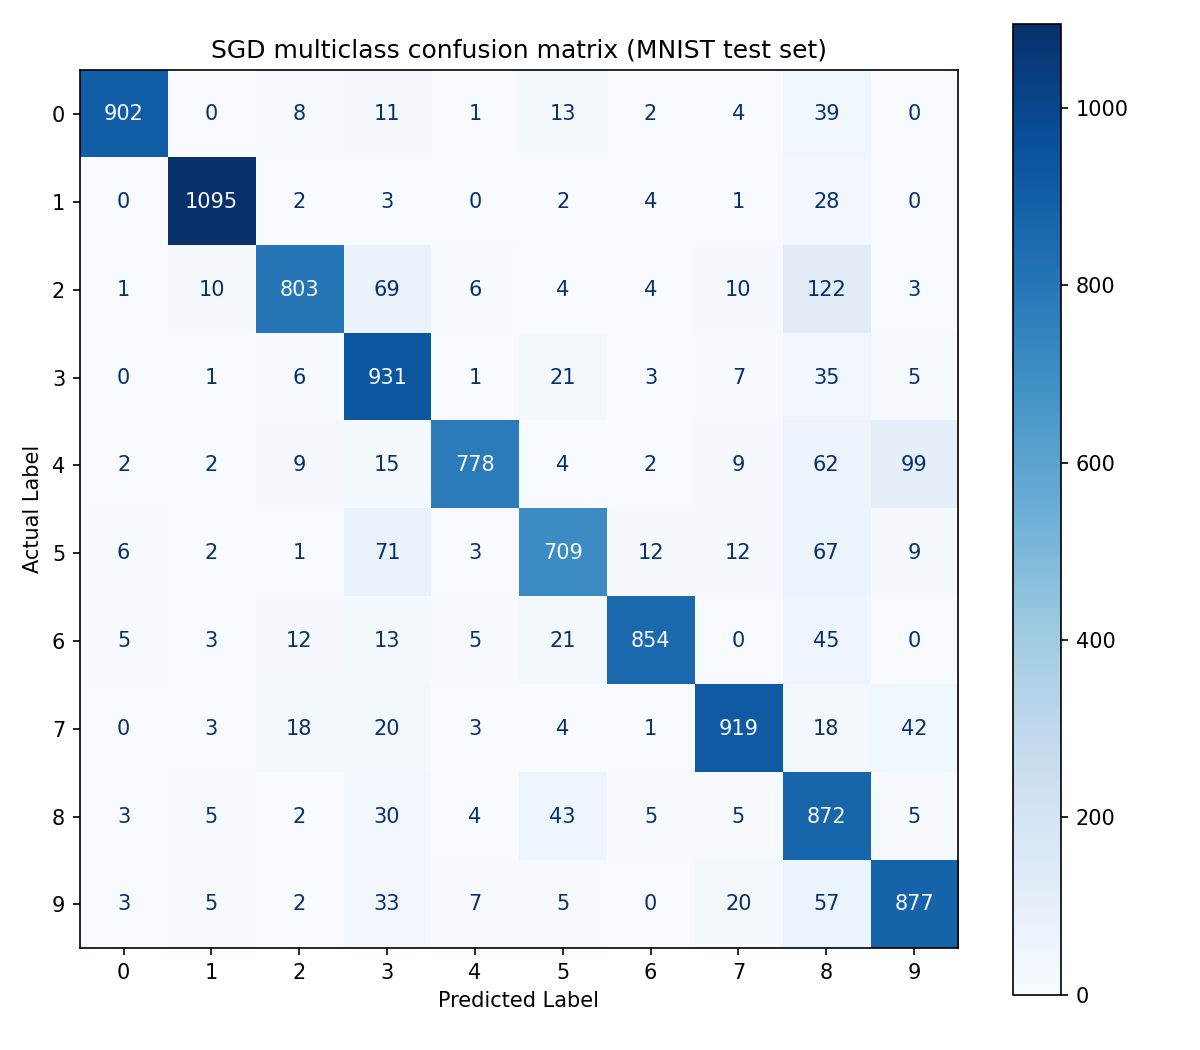 SGD multiclass confusion matrix (MNIST test set)
0 902 0 8 11 1 13 2 4 39 0
1 0 1095 2 3 0 2 4 1 28 0
2 1 10 803 69 6 4 4 10 122 3
3 0 1 6 931 1 21 3 7 35 5
4 2 2 9 15 778 4 2 9 62 99
5 6 2 1 71 3 709 12 12 67 9
6 5 3 12 13 5 21 854 0 45 0
7 0 3 18 20 3 4 1 919 18 42
8 3 5 2 30 4 43 5 5 872 5
9 3 5 2 33 7 5 0 20 57 877
0 1 2 3 4 5 6 7 8 9
Predicted Label
Actual Label
1000
800
600
400
200
0